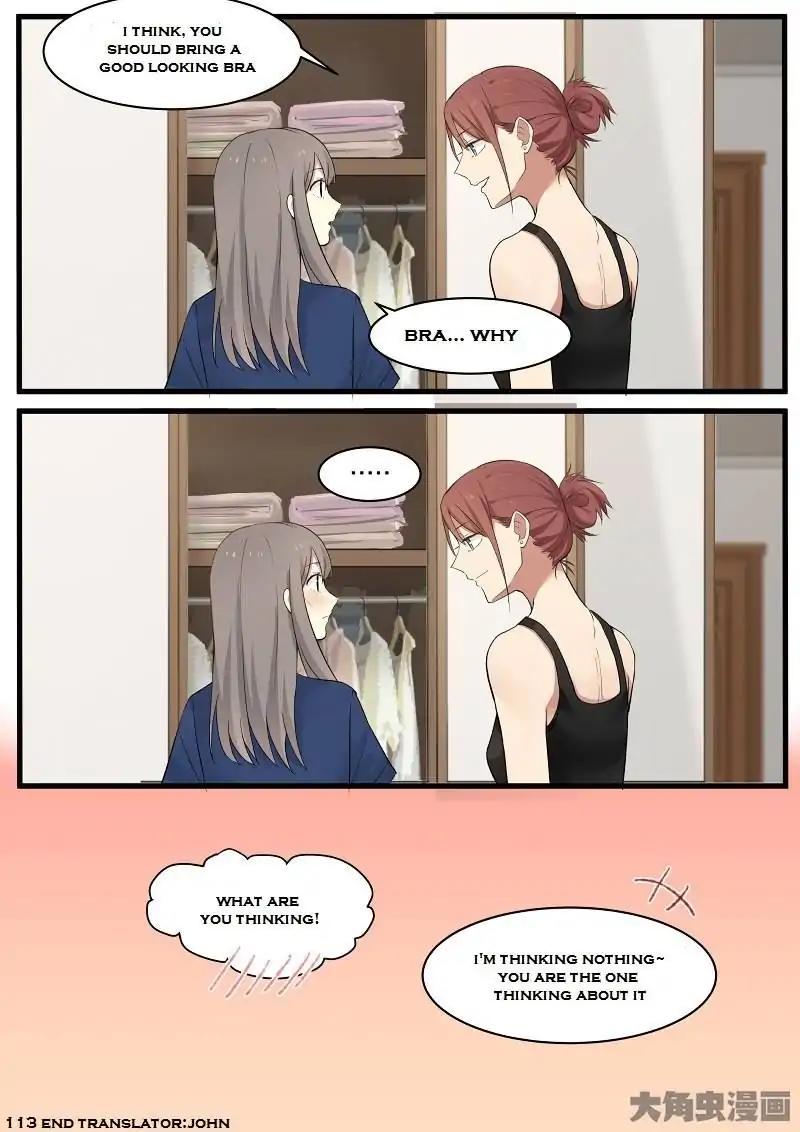 I THINK, YOU
SHOULD BRING A
GOOD LOOKING BRA
BRA... WHY
.....
WHAT ARE
YOU THINKING!
I'M THINKING NOTHING~
YOU ARE THE ONE
THINKING ABOUT IT
大角虫漫画
113 END TRANSLATOR:JOHN